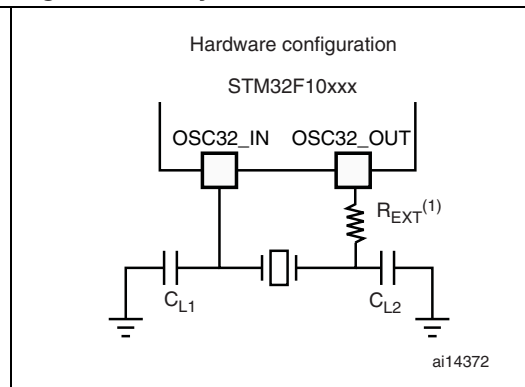 Hardware configuration
STM32F10xxx
OSC32_IN OSC32_OUT
REXT(1)
CL1
CL2
ai14372